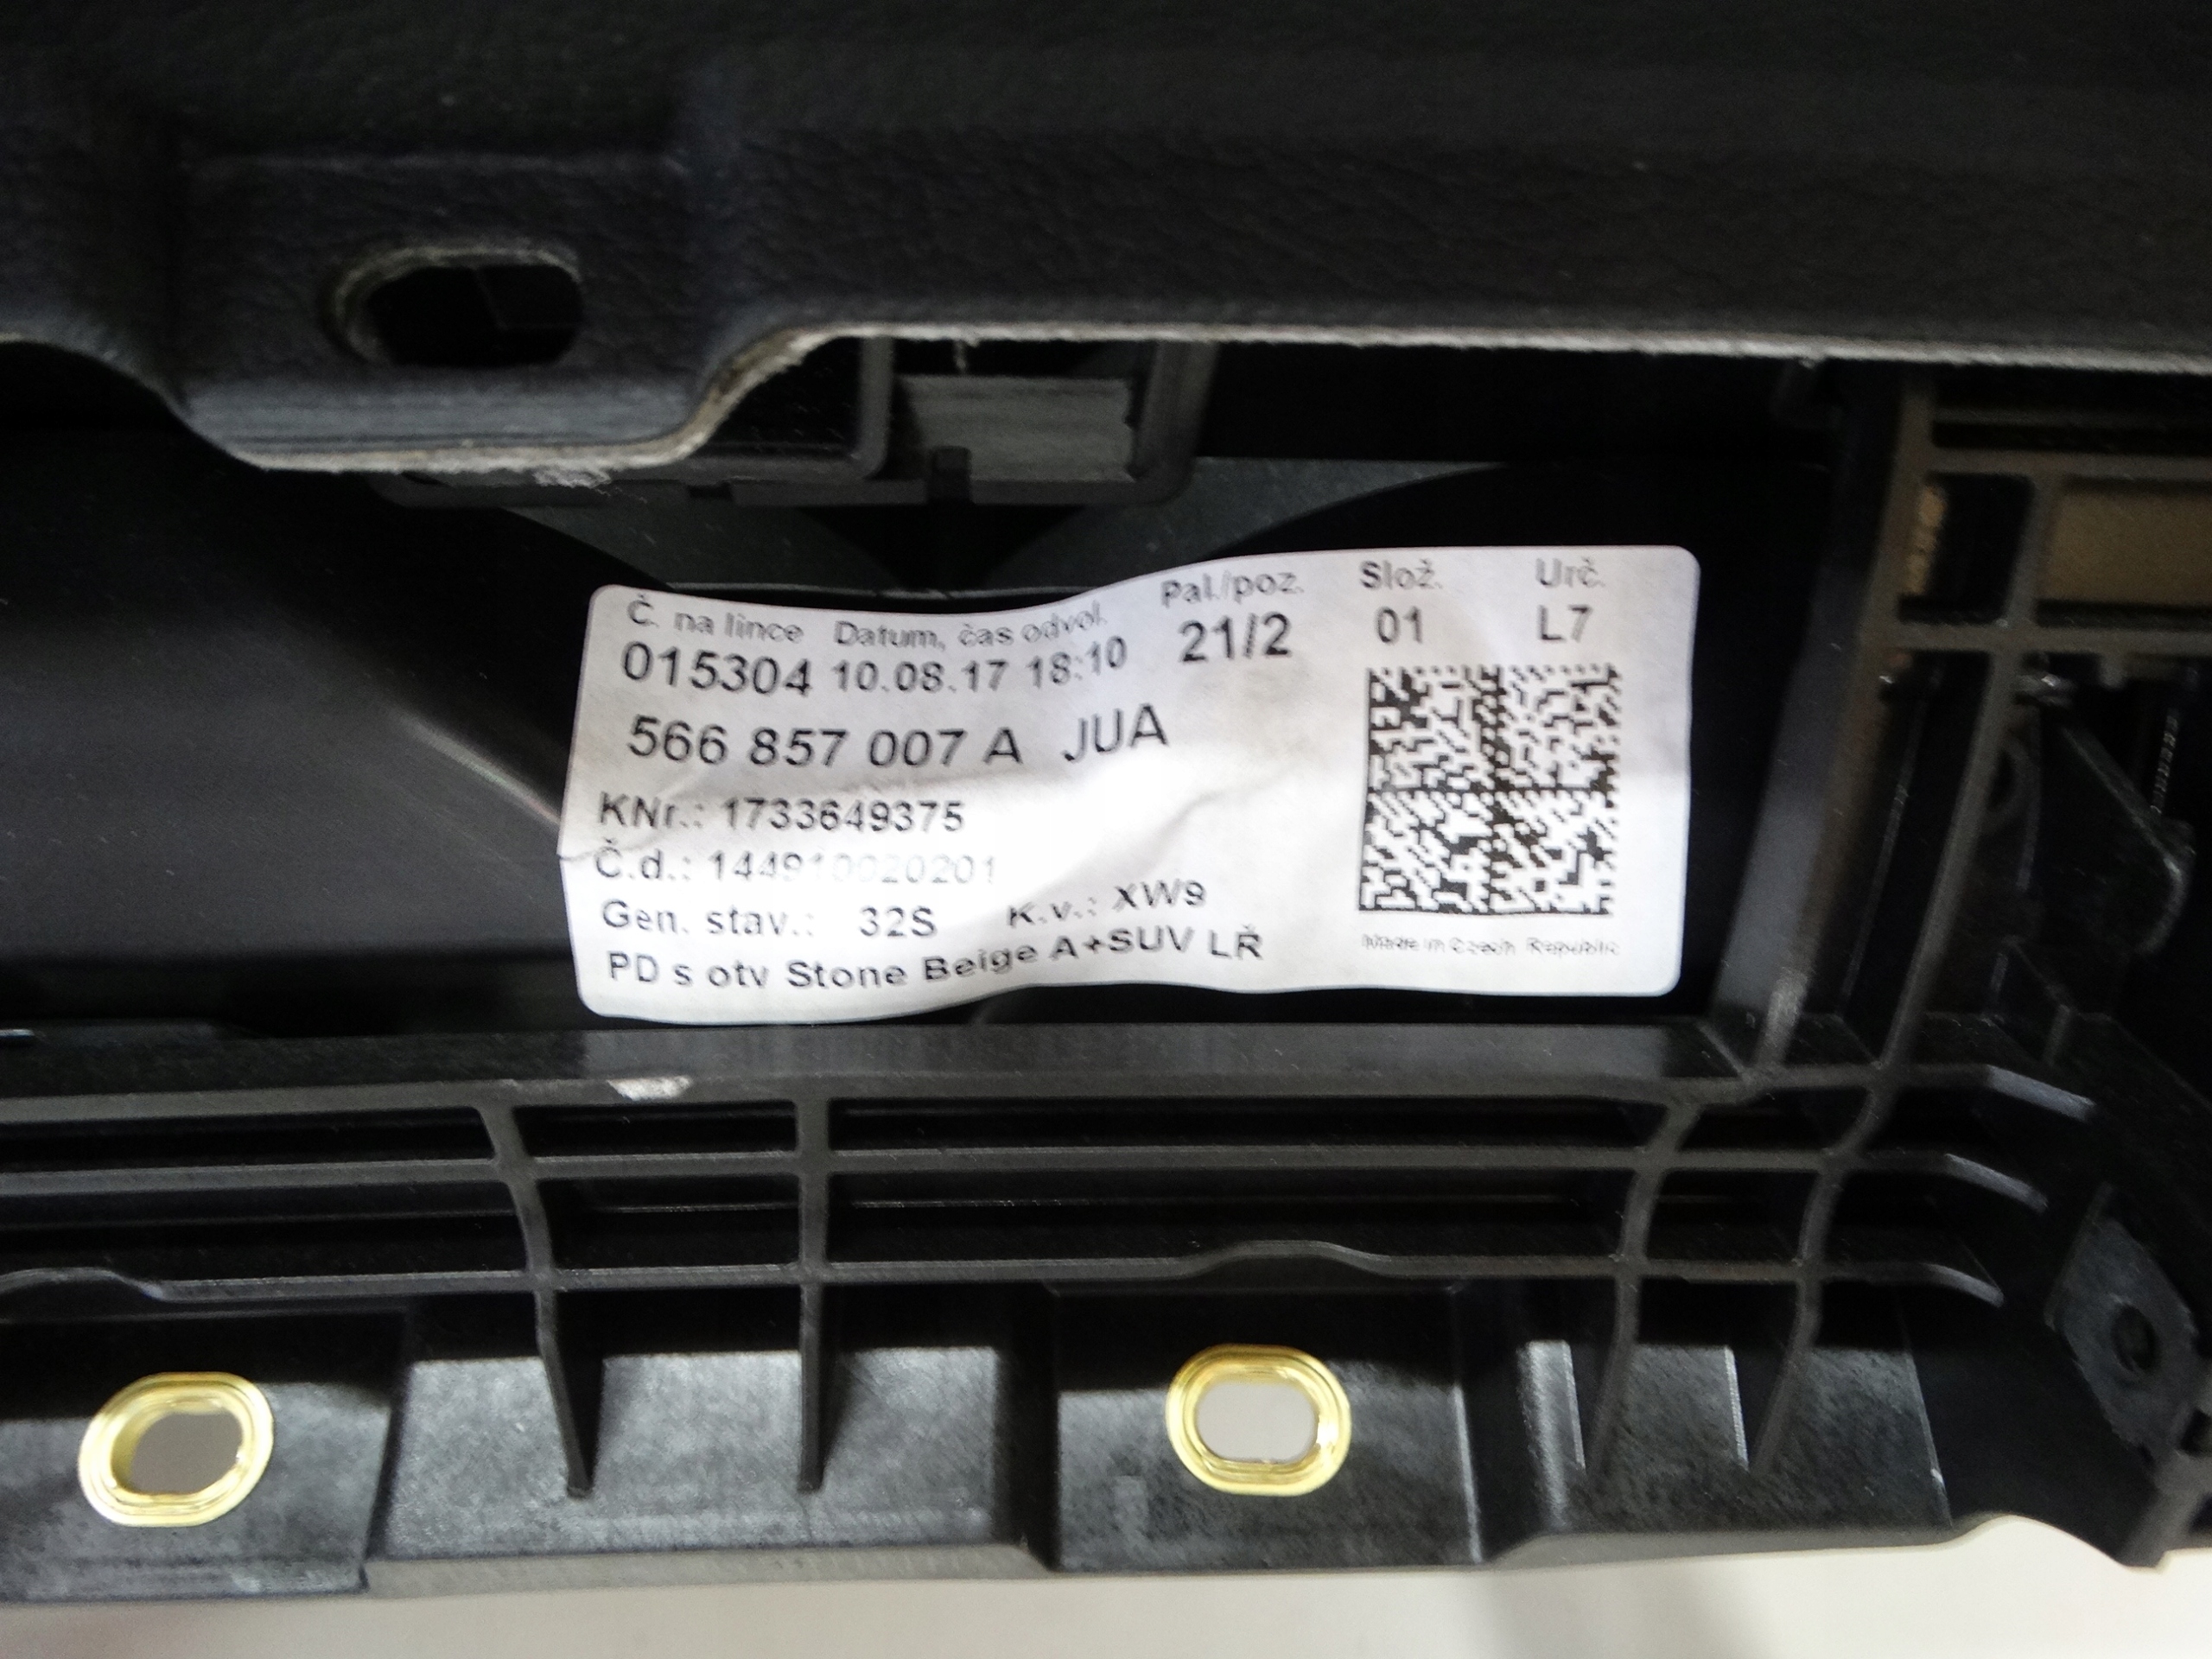 Č. na lince Datum, čas odvol. Pal./poz. Slož. Urč.
015304 10.08.17 18:10 21/2 01 L7
566 857 007 A JUA
KNr.: 1733649375
Č.d.: 144910020201
Gen. stav.: 32S K.v.: XW9
PD s otv Stone Beige A+SUV LŘ
Made in Czech Republic